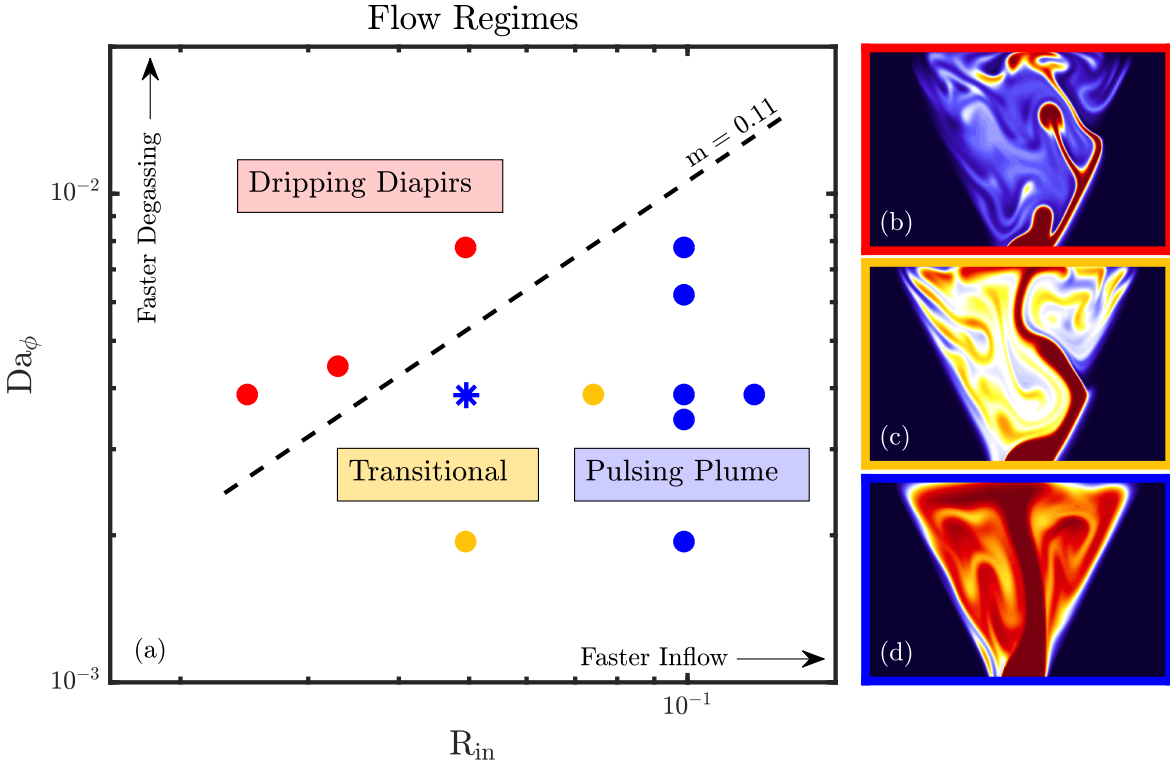 Flow Regimes
Faster Degassing
m = 0.11
Dripping Diapirs
10⁻²
Da_ϕ
Transitional
Pulsing Plume
(a)
Faster Inflow
10⁻³
10⁻¹
R_in
(b)
(c)
(d)